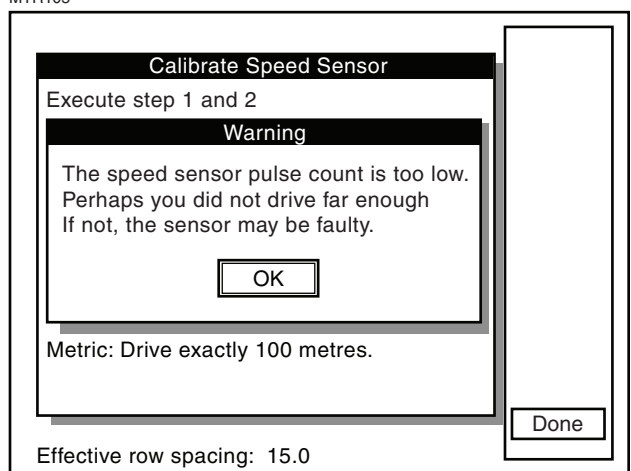 Calibrate Speed Sensor
Execute step 1 and 2
Warning
The speed sensor pulse count is too low.
Perhaps you did not drive far enough
If not, the sensor may be faulty.
OK
Metric: Drive exactly 100 metres.
Done
Effective row spacing: 15.0